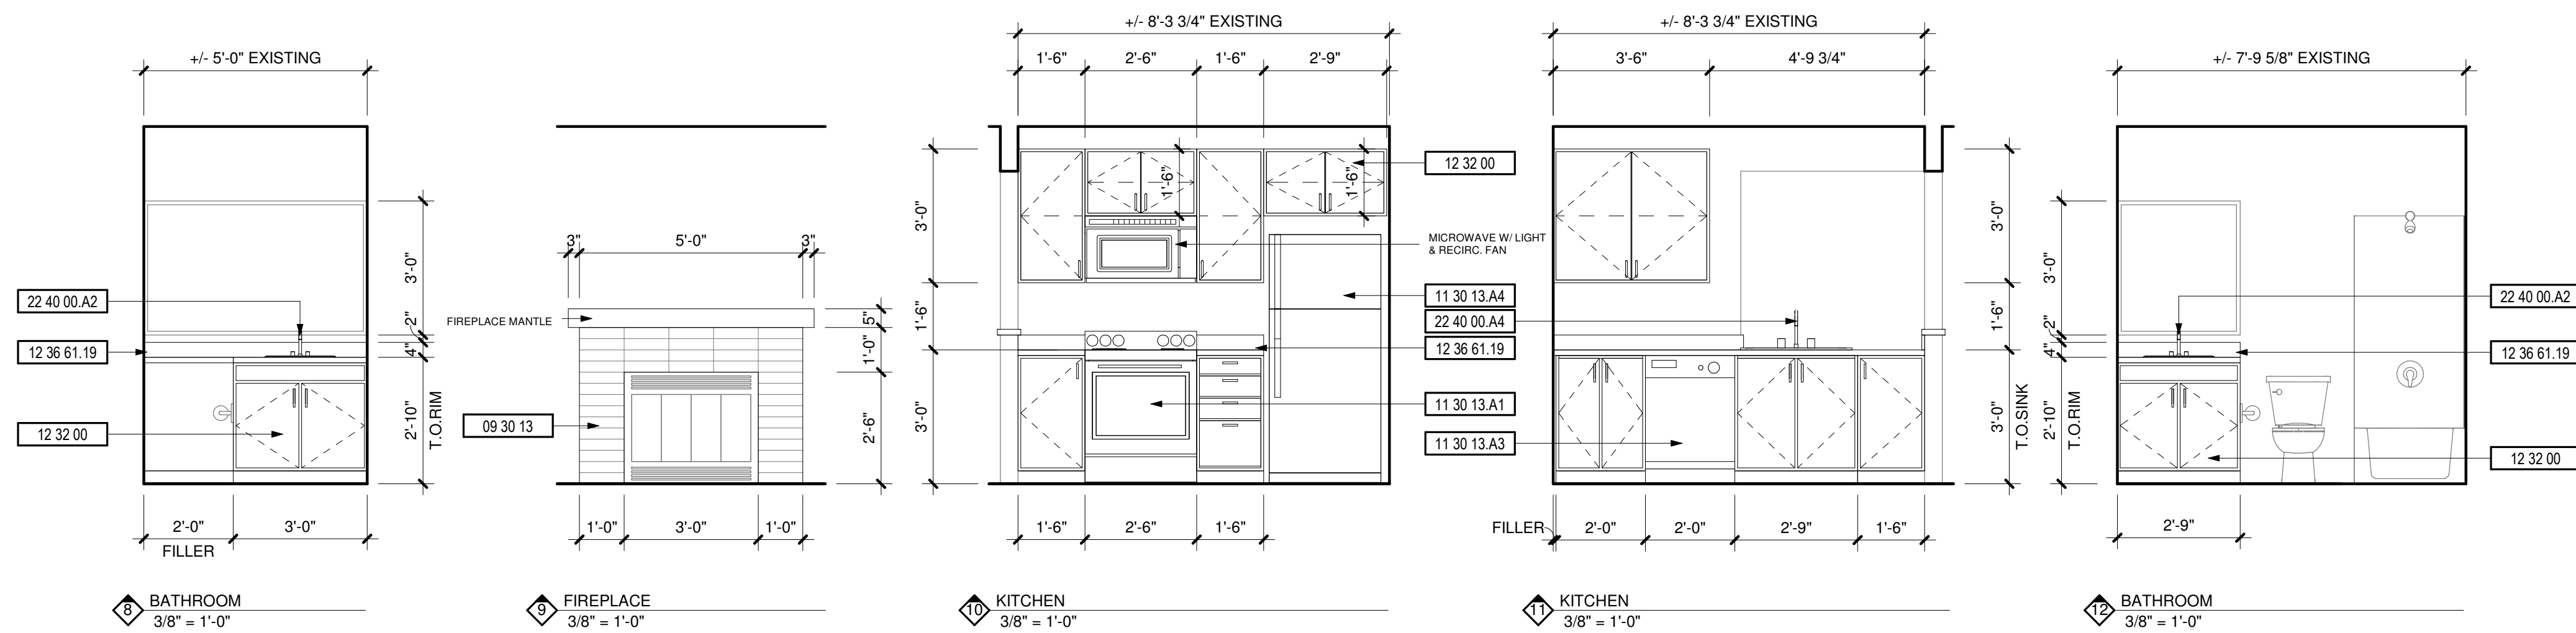 +/- 5'-0" EXISTING
22 40 00.A2
12 36 61.19
12 32 00
3'-0"
2"
4"
2'-10"
T.O.RIM
2'-0"
3'-0"
FILLER
8
BATHROOM
3/8" = 1'-0"
3"
5'-0"
3"
FIREPLACE MANTLE
09 30 13
5"
1'-0"
2'-6"
1'-0"
3'-0"
1'-0"
9
FIREPLACE
3/8" = 1'-0"
+/- 8'-3 3/4" EXISTING
1'-6"
2'-6"
1'-6"
2'-9"
3'-0"
1'-6"
3'-0"
1'-6"
1'-6"
12 32 00
MICROWAVE W/ LIGHT
& RECIRC. FAN
11 30 13.A4
22 40 00.A4
12 36 61.19
11 30 13.A1
11 30 13.A3
1'-6"
2'-6"
1'-6"
10
KITCHEN
3/8" = 1'-0"
+/- 8'-3 3/4" EXISTING
3'-6"
4'-9 3/4"
3'-0"
1'-6"
3'-0"
T.O.SINK
FILLER
2'-0"
2'-0"
2'-9"
1'-6"
11
KITCHEN
3/8" = 1'-0"
+/- 7'-9 5/8" EXISTING
3'-0"
2"
4"
2'-10"
T.O.RIM
22 40 00.A2
12 36 61.19
12 32 00
2'-9"
12
BATHROOM
3/8" = 1'-0"